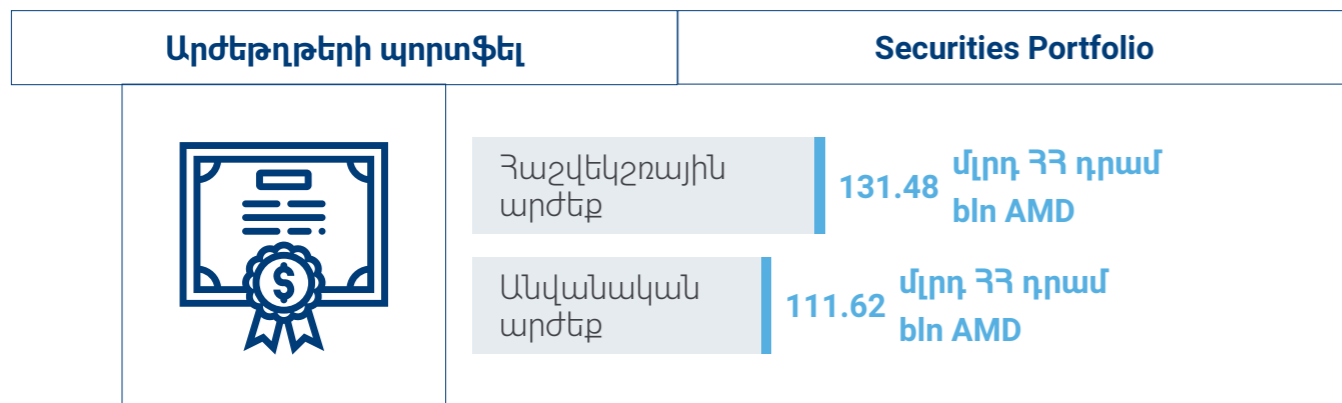 Արժեթղթերի պորտֆել
Securities Portfolio
Հաշվեկշռային
արժեք
131.48
մլրդ ՀՀ դրամ
bln AMD
Անվանական
արժեք
111.62
մլրդ ՀՀ դրամ
bln AMD
$